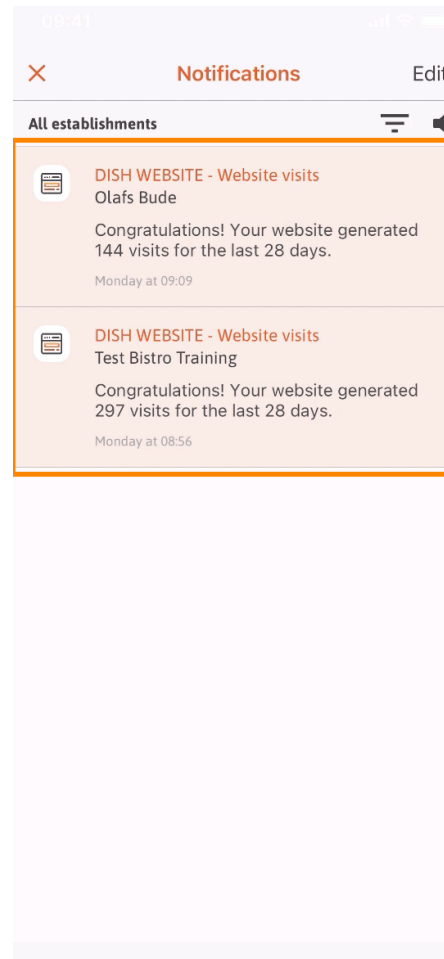 09:41
Notifications
Edit
All establishments
DISH WEBSITE - Website visits
Olafs Bude
Congratulations! Your website generated
144 visits for the last 28 days.
Monday at 09:09
DISH WEBSITE - Website visits
Test Bistro Training
Congratulations! Your website generated
297 visits for the last 28 days.
Monday at 08:56